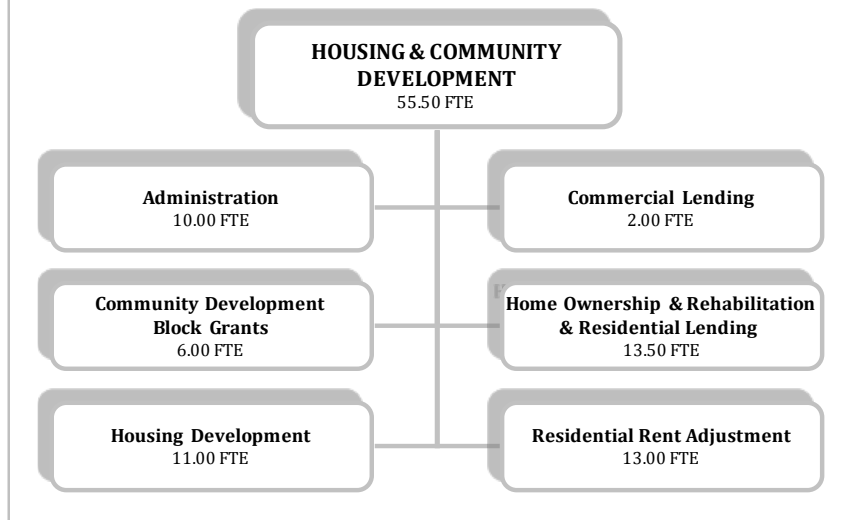 HOUSING & COMMUNITY
DEVELOPMENT
55.50 FTE
Administration
10.00 FTE
Commercial Lending
2.00 FTE
Community Development
Block Grants
6.00 FTE
Home Ownership & Rehabilitation
& Residential Lending
13.50 FTE
Housing Development
11.00 FTE
Residential Rent Adjustment
13.00 FTE